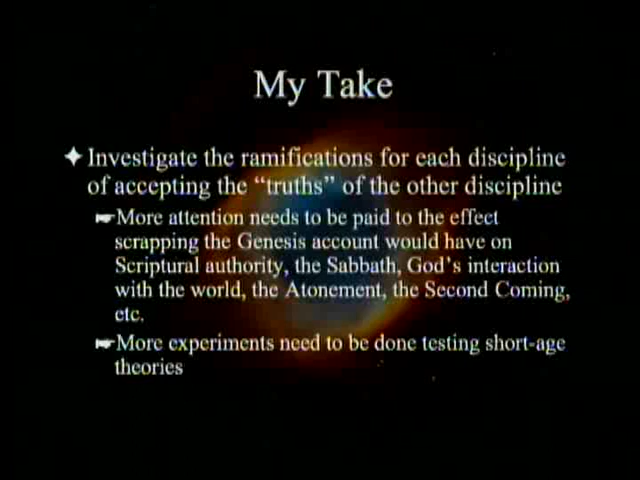 My Take
Investigate the ramifications for each discipline
of accepting the “truths” of the other discipline
More attention needs to be paid to the effect
scrapping the Genesis account would have on
Scriptural authority, the Sabbath, God’s interaction
with the world, the Atonement, the Second Coming,
etc.
More experiments need to be done testing short-age
theories